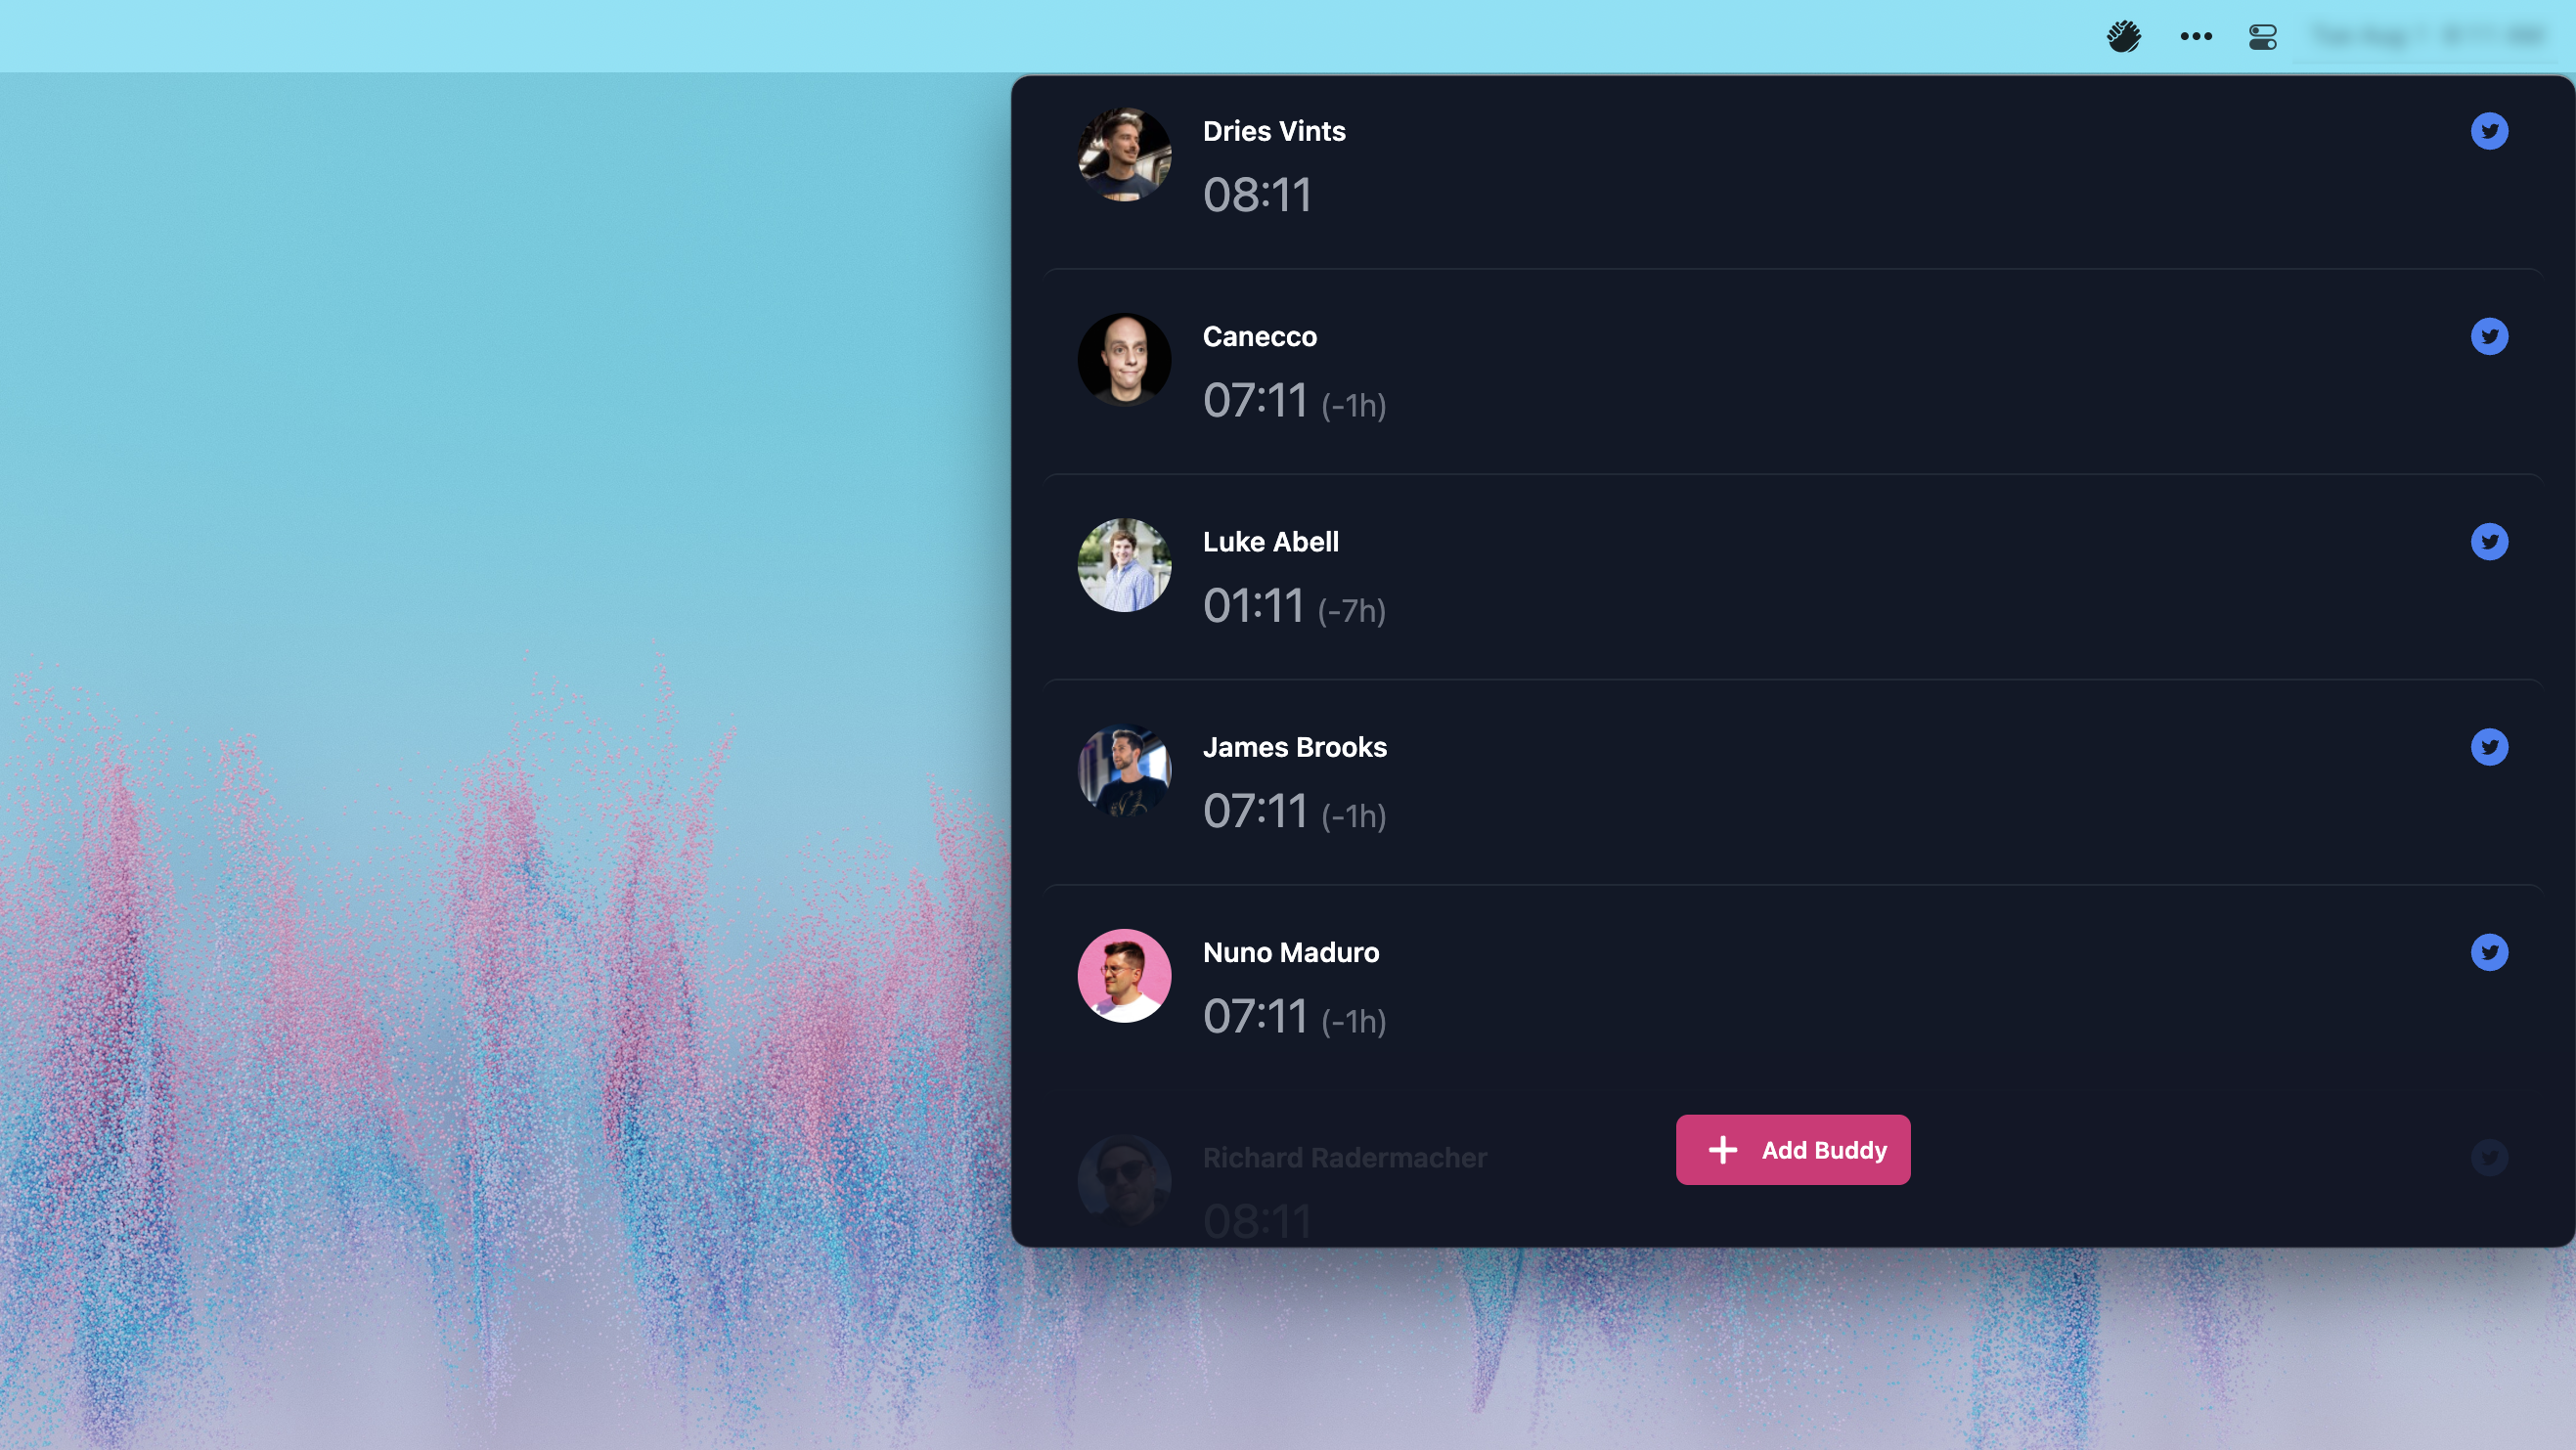 Dries Vints
08:11
Canecco
07:11 (-1h)
Luke Abell
01:11 (-7h)
James Brooks
07:11 (-1h)
Nuno Maduro
07:11 (-1h)
Richard Radermacher
08:11
Add Buddy